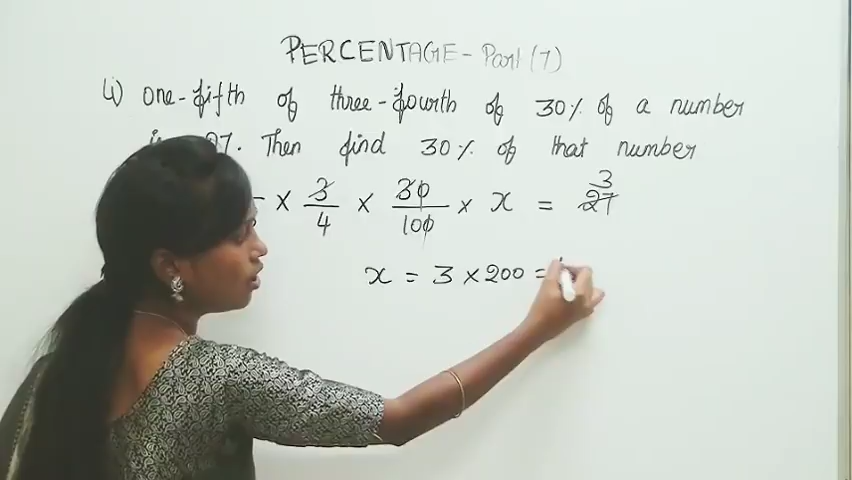 PERCENTAGE - Part (7)
4) one-fifth of three-fourth of 30% of a number
27. Then find 30% of that number
× 3/4 × 30/100 × x = 27 3
x = 3 × 200 =